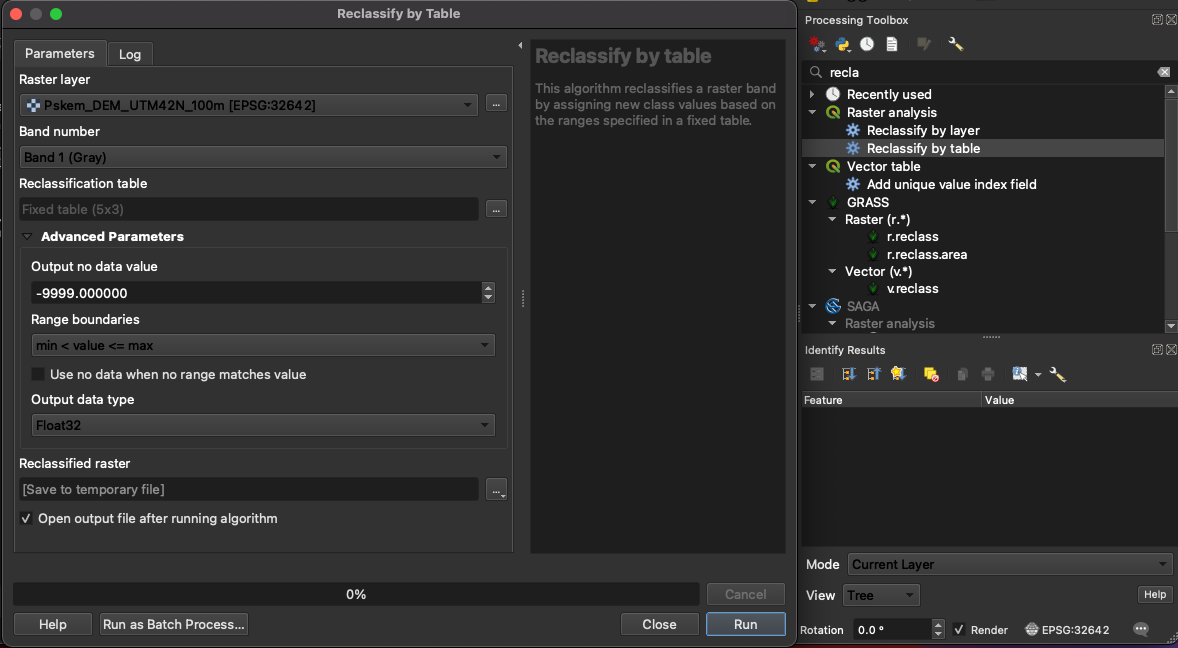 Reclassify by Table
Parameters
Log
Raster layer
Pskem_DEM_UTM42N_100m [EPSG:32642]
...
Band number
Band 1 (Gray)
Reclassification table
Fixed table (5x3)
...
Advanced Parameters
Output no data value
-9999.000000
Range boundaries
min < value <= max
Use no data when no range matches value
Output data type
Float32
Reclassified raster
[Save to temporary file]
...
Open output file after running algorithm
Reclassify by table
This algorithm reclassifies a raster band
by assigning new class values based on
the ranges specified in a fixed table.
0%
Cancel
Help
Run as Batch Process...
Close
Run
Processing Toolbox
recla
Recently used
Raster analysis
Reclassify by layer
Reclassify by table
Vector table
Add unique value index field
GRASS
Raster (r.*)
r.reclass
r.reclass.area
Vector (v.*)
v.reclass
SAGA
Raster analysis
Identify Results
Feature
Value
Mode
Current Layer
View
Tree
Help
Rotation
0.0 °
Render
EPSG:32642